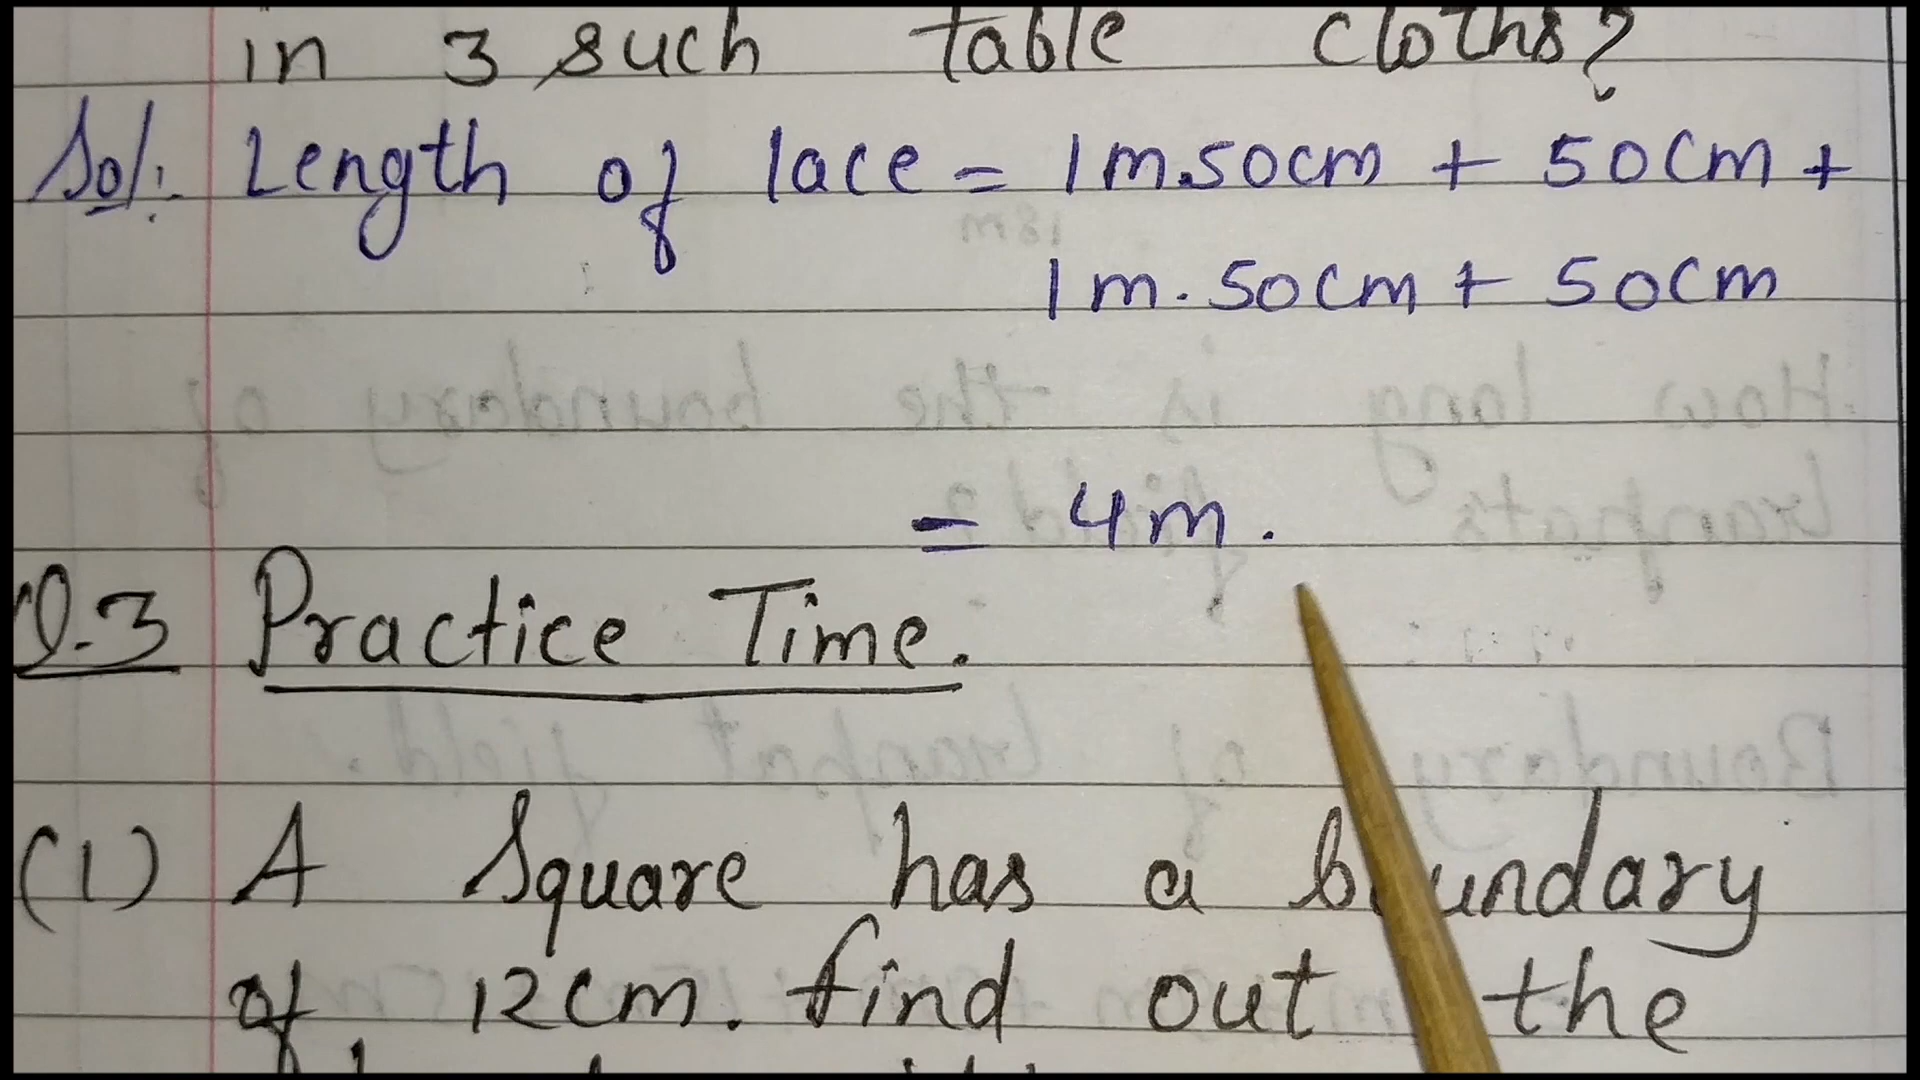 in 3 such table cloths?
Sol:. Length of lace = 1m.50cm + 50cm +
1m.50cm + 50cm
= 4m.
Q.3 Practice Time.
(1) A Square has a boundary
of 12cm. find out the